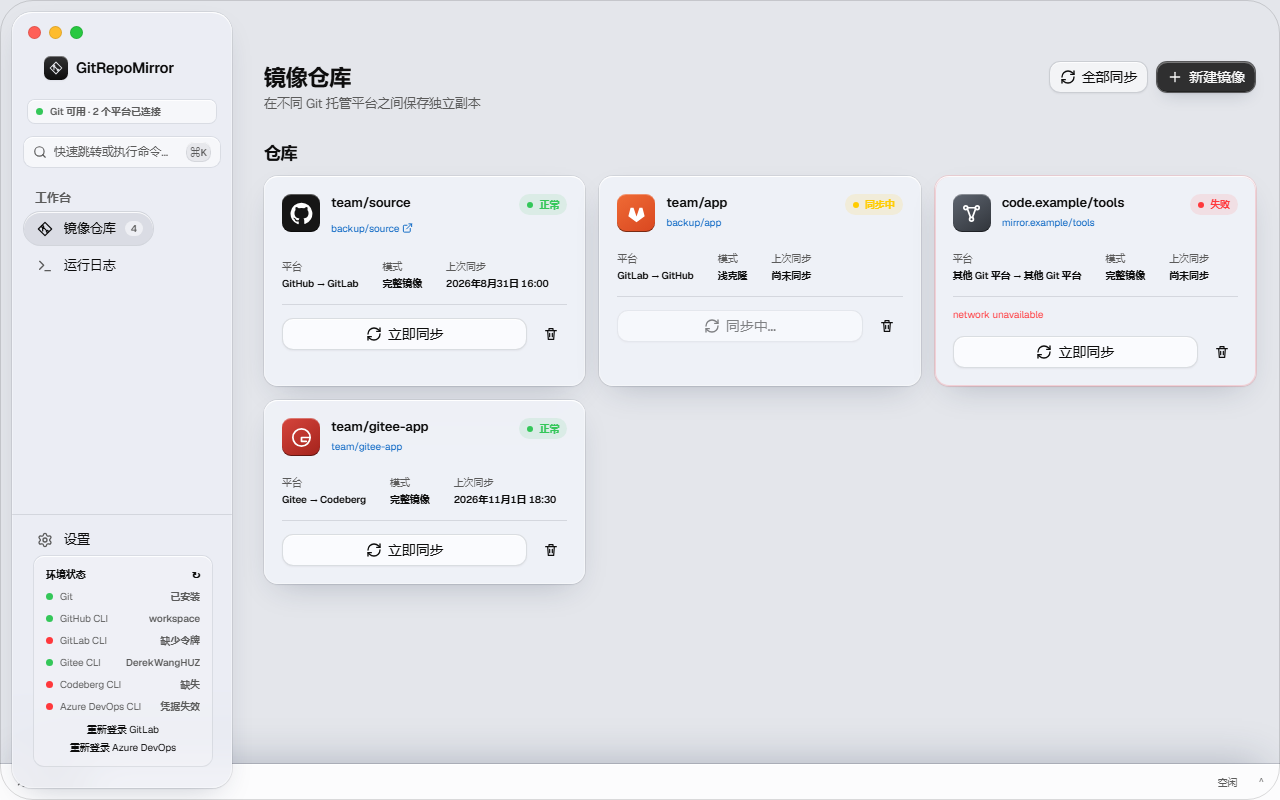 GitRepoMirror
Git 可用 · 2 个平台已连接
快速跳转或执行命令… ⌘K
工作台
镜像仓库 4
运行日志
设置
环境状态 ↻
Git 已安装
GitHub CLI workspace
GitLab CLI 缺少令牌
Gitee CLI DerekWangHUZ
Codeberg CLI 缺失
Azure DevOps CLI 凭据失效
重新登录 GitLab
重新登录 Azure DevOps
镜像仓库
在不同 Git 托管平台之间保存独立副本
全部同步
新建镜像
仓库
team/source 正常
backup/source
平台 模式 上次同步
GitHub → GitLab 完整镜像 2026年8月31日 16:00
立即同步
team/app 同步中
backup/app
平台 模式 上次同步
GitLab → GitHub 浅克隆 尚未同步
同步中…
code.example/tools 失败
mirror.example/tools
平台 模式 上次同步
其他 Git 平台 → 其他 Git 平台 完整镜像 尚未同步
network unavailable
立即同步
team/gitee-app 正常
team/gitee-app
平台 模式 上次同步
Gitee → Codeberg 完整镜像 2026年11月1日 18:30
立即同步
空闲 ^